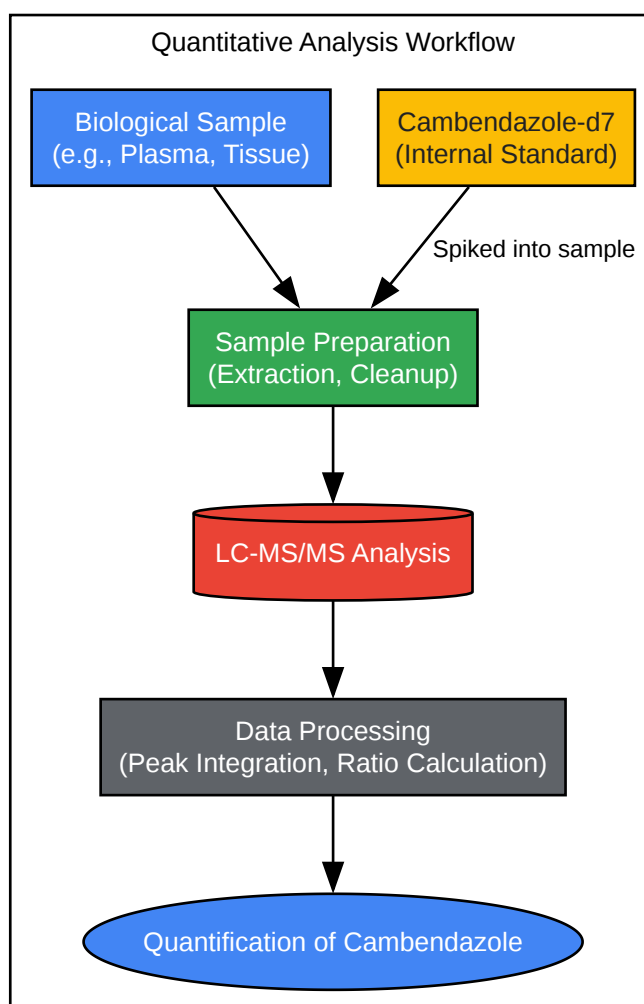 Quantitative Analysis Workflow
Biological Sample
(e.g., Plasma, Tissue)
Cambendazole-d7
(Internal Standard)
Spiked into sample
Sample Preparation
(Extraction, Cleanup)
LC-MS/MS Analysis
Data Processing
(Peak Integration, Ratio Calculation)
Quantification of Cambendazole